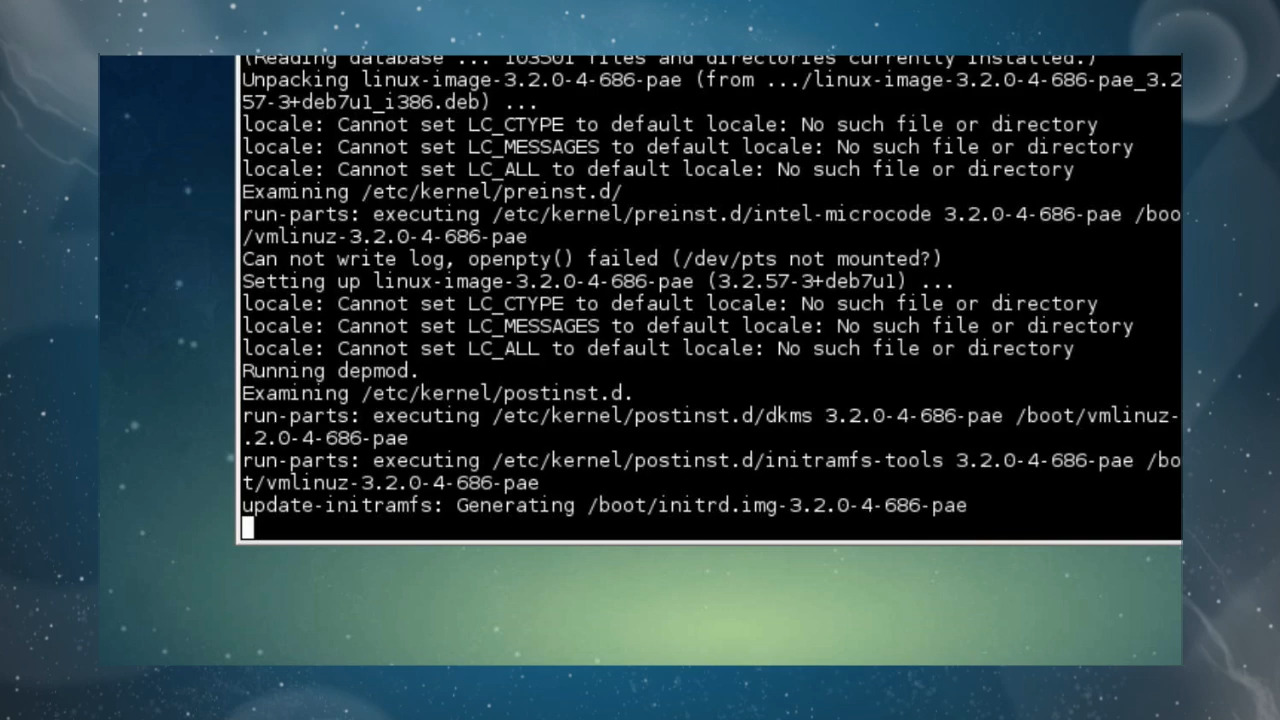 (Reading database ... 103501 files and directories currently installed.)
Unpacking linux-image-3.2.0-4-686-pae (from .../linux-image-3.2.0-4-686-pae_3.2
57-3+deb7u1_i386.deb) ...
locale: Cannot set LC_CTYPE to default locale: No such file or directory
locale: Cannot set LC_MESSAGES to default locale: No such file or directory
locale: Cannot set LC_ALL to default locale: No such file or directory
Examining /etc/kernel/preinst.d/
run-parts: executing /etc/kernel/preinst.d/intel-microcode 3.2.0-4-686-pae /boo
/vmlinuz-3.2.0-4-686-pae
Can not write log, openpty() failed (/dev/pts not mounted?)
Setting up linux-image-3.2.0-4-686-pae (3.2.57-3+deb7u1) ...
locale: Cannot set LC_CTYPE to default locale: No such file or directory
locale: Cannot set LC_MESSAGES to default locale: No such file or directory
locale: Cannot set LC_ALL to default locale: No such file or directory
Running depmod.
Examining /etc/kernel/postinst.d.
run-parts: executing /etc/kernel/postinst.d/dkms 3.2.0-4-686-pae /boot/vmlinuz-
.2.0-4-686-pae
run-parts: executing /etc/kernel/postinst.d/initramfs-tools 3.2.0-4-686-pae /bo
t/vmlinuz-3.2.0-4-686-pae
update-initramfs: Generating /boot/initrd.img-3.2.0-4-686-pae